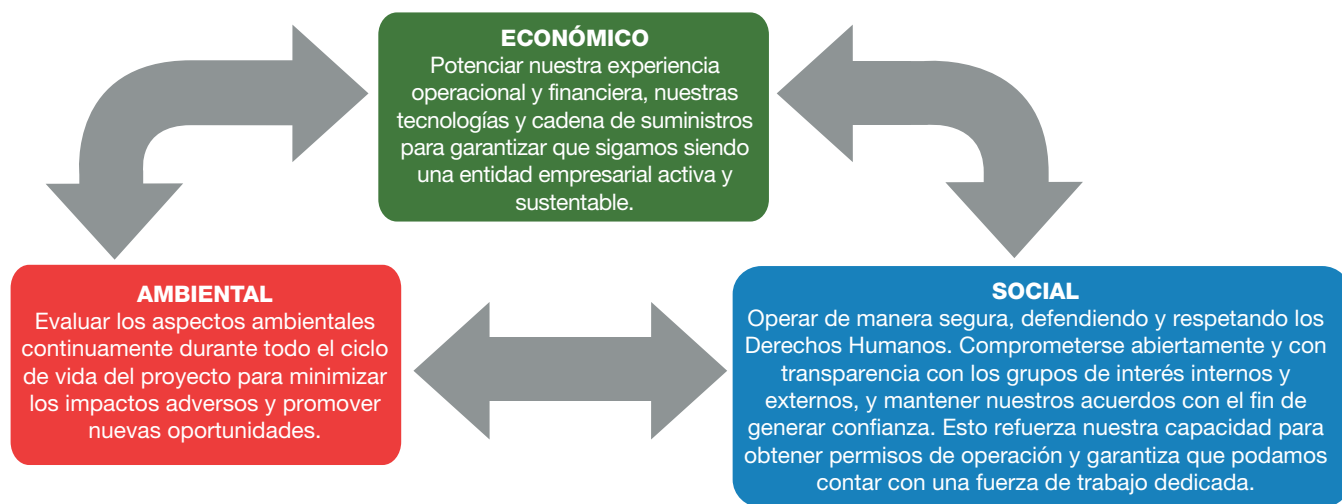 ECONÓMICO
Potenciar nuestra experiencia
operacional y financiera, nuestras
tecnologías y cadena de suministros
para garantizar que sigamos siendo
una entidad empresarial activa y
sustentable.
AMBIENTAL
Evaluar los aspectos ambientales
continuamente durante todo el ciclo
de vida del proyecto para minimizar
los impactos adversos y promover
nuevas oportunidades.
SOCIAL
Operar de manera segura, defendiendo y respetando los
Derechos Humanos. Comprometerse abiertamente y con
transparencia con los grupos de interés internos y
externos, y mantener nuestros acuerdos con el fin de
generar confianza. Esto refuerza nuestra capacidad para
obtener permisos de operación y garantiza que podamos
contar con una fuerza de trabajo dedicada.